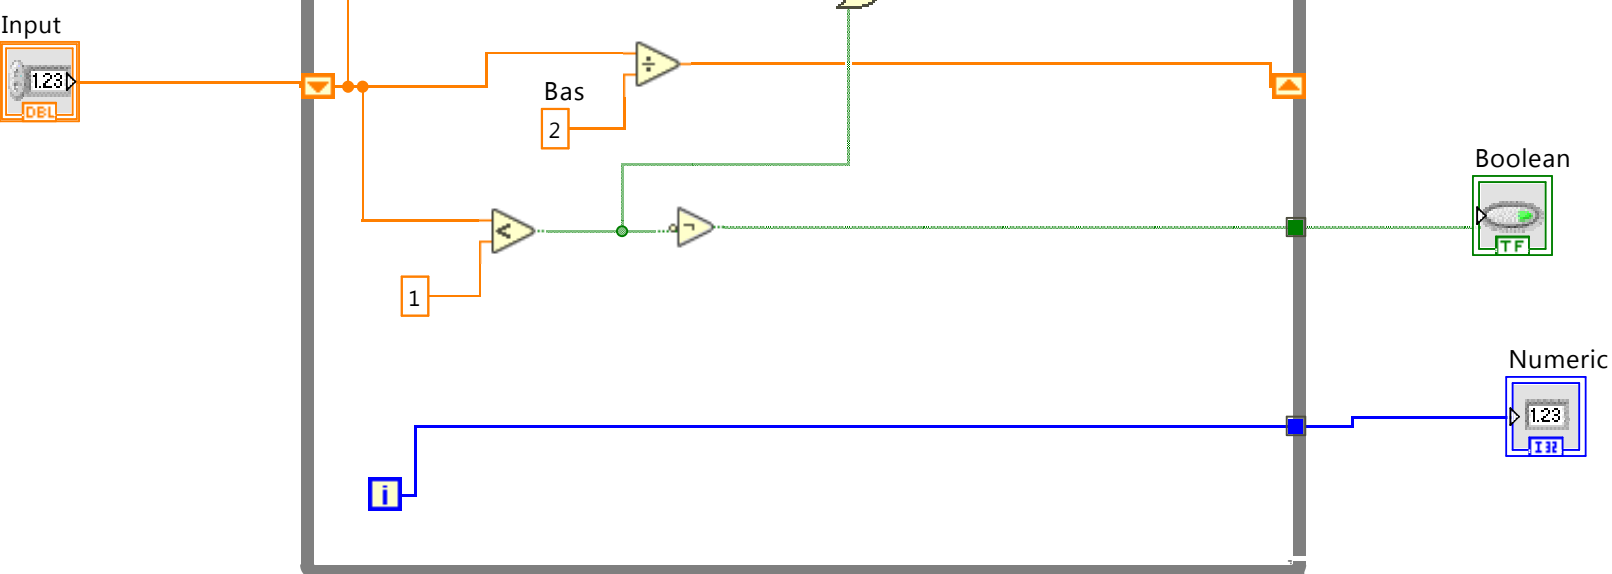 Input
1.23
DBL
÷
Bas
2
<
¬
1
Boolean
TF
Numeric
1.23
I32
i